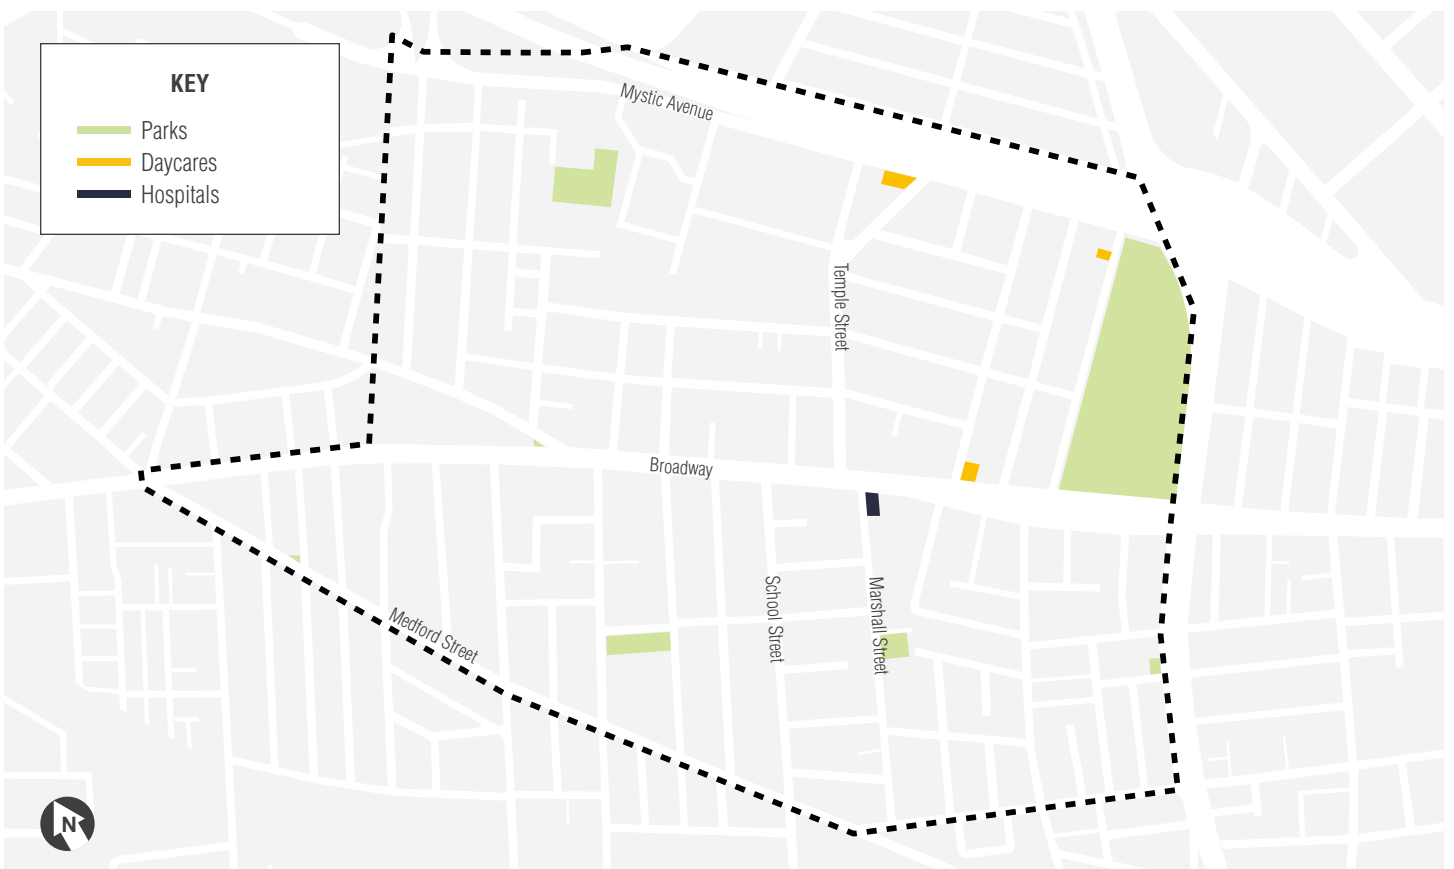 KEY
Parks
Daycares
Hospitals
Mystic Avenue
Temple Street
Broadway
School Street
Marshall Street
Medford Street
N